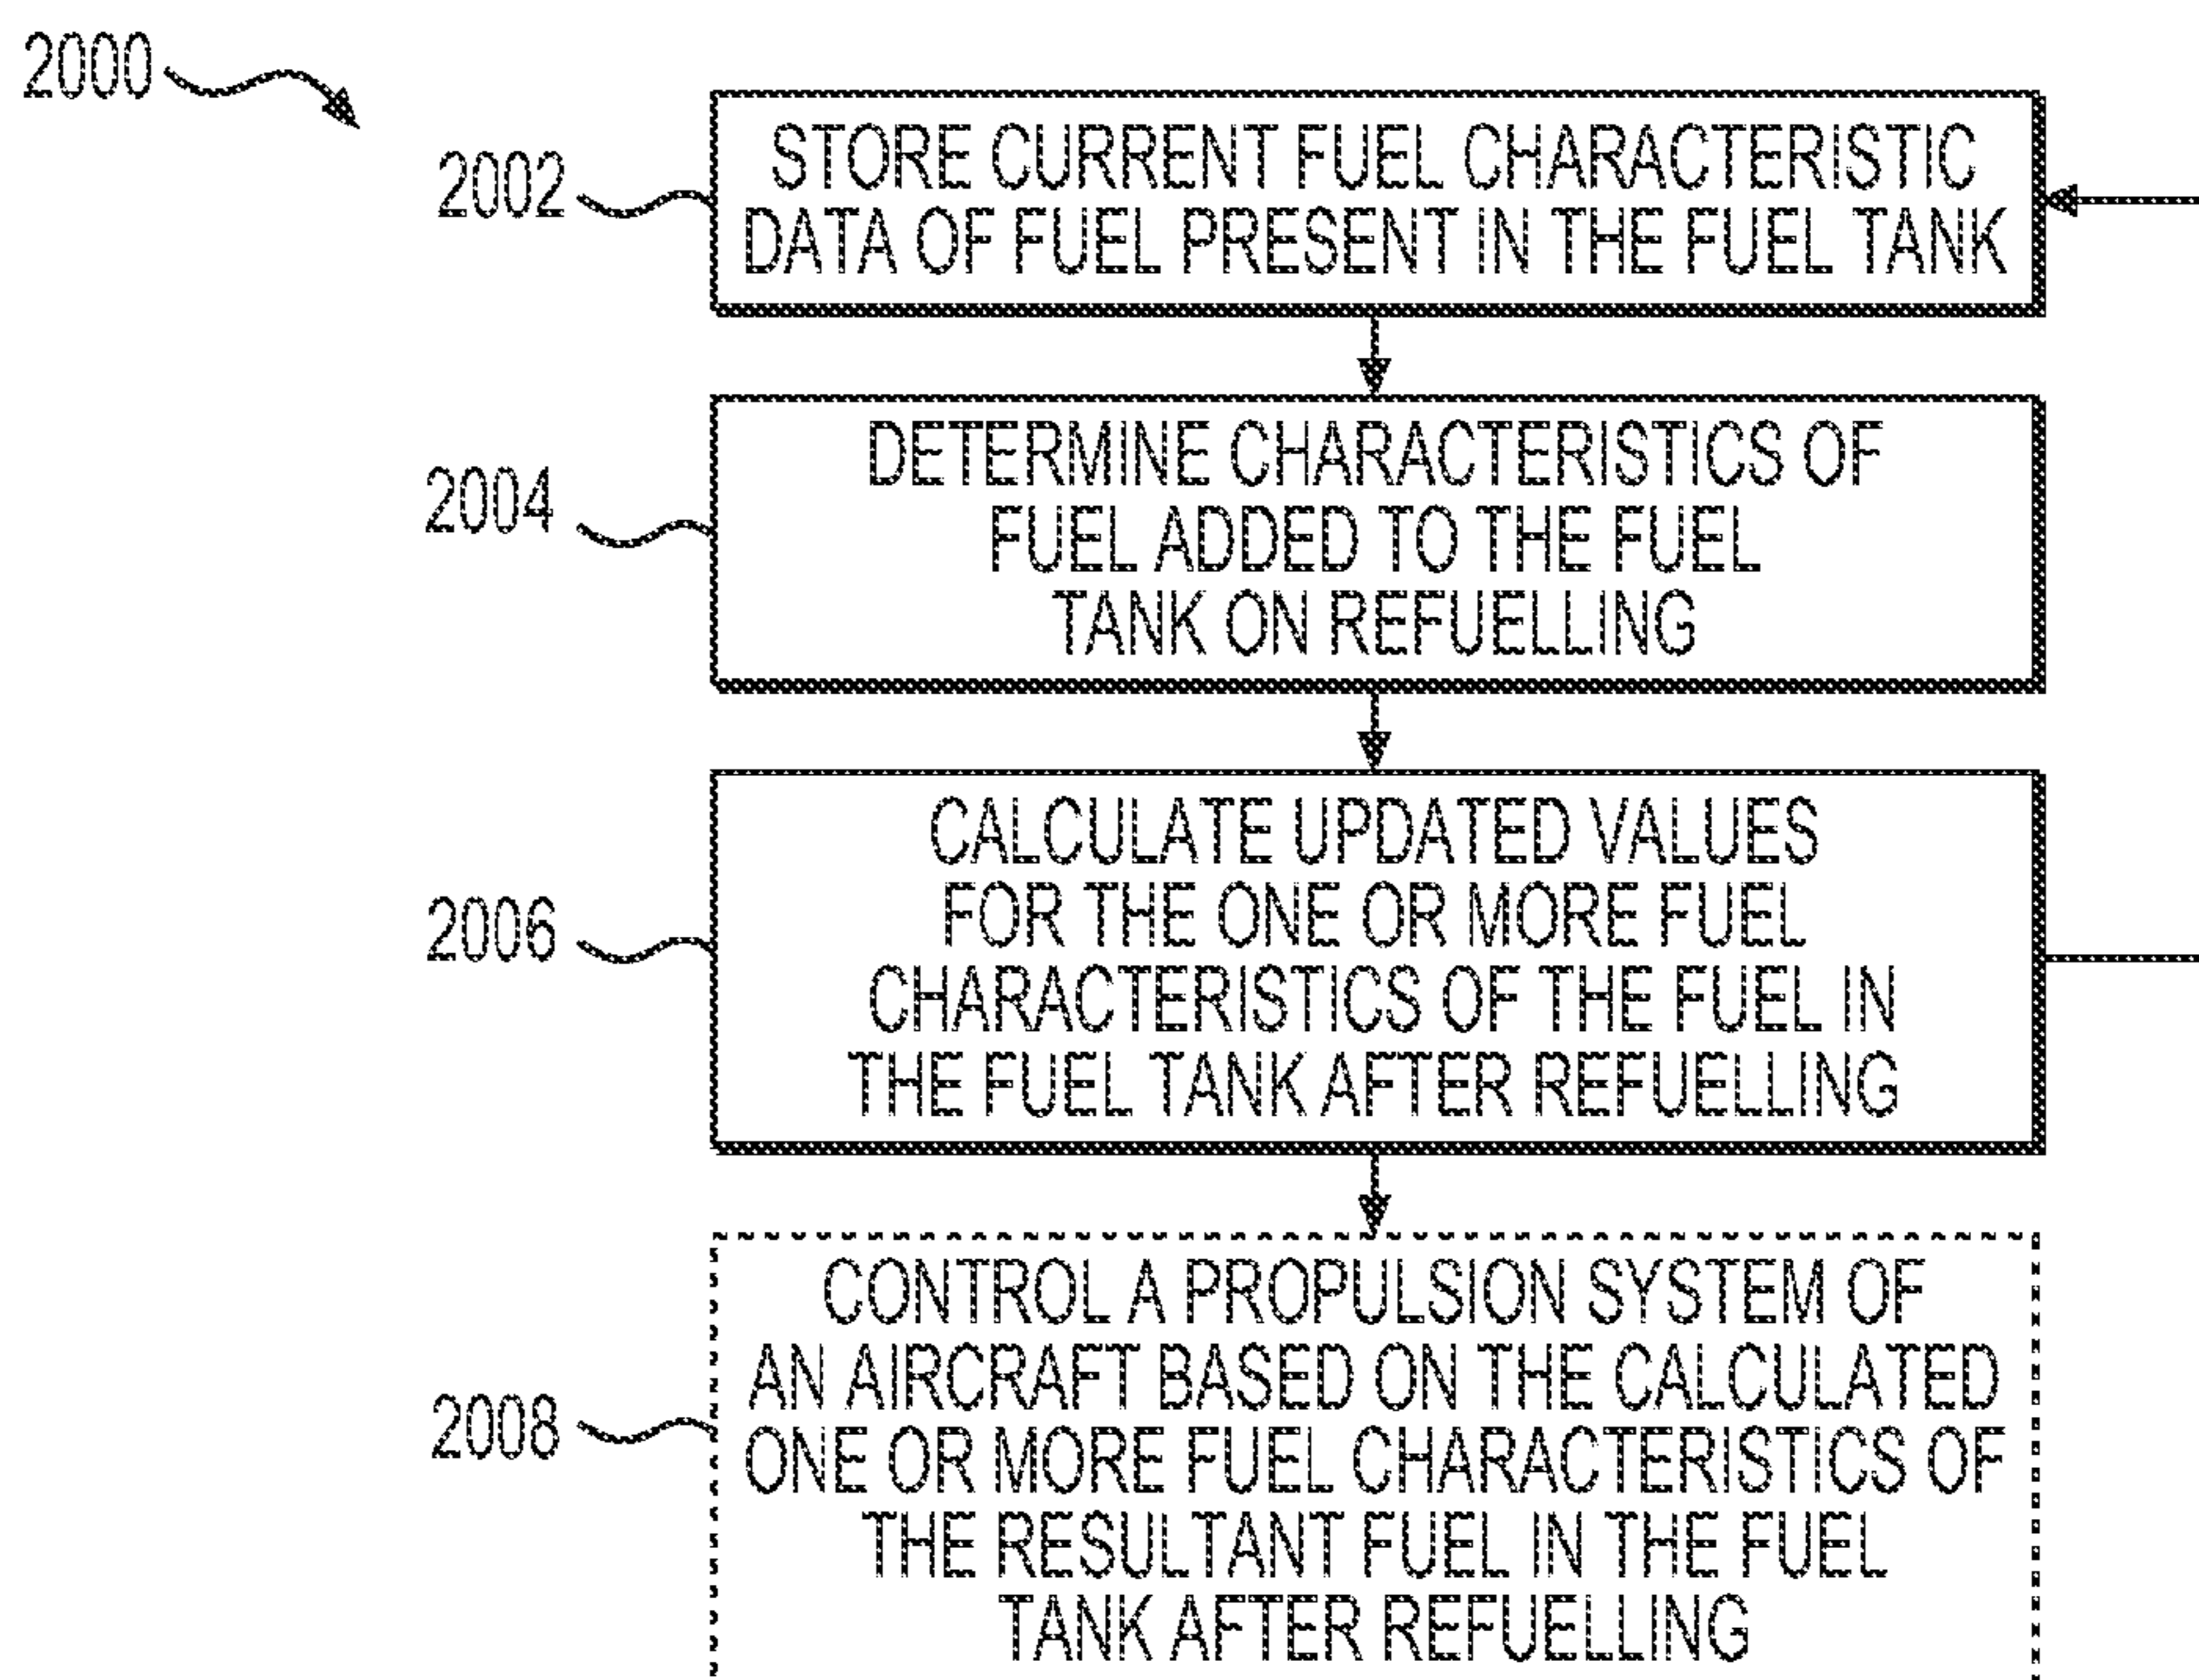 2000
2002
STORE CURRENT FUEL CHARACTERISTIC
DATA OF FUEL PRESENT IN THE FUEL TANK
2004
DETERMINE CHARACTERISTICS OF
FUEL ADDED TO THE FUEL
TANK ON REFUELLING
2006
CALCULATE UPDATED VALUES
FOR THE ONE OR MORE FUEL
CHARACTERISTICS OF THE FUEL IN
THE FUEL TANK AFTER REFUELLING
2008
CONTROL A PROPULSION SYSTEM OF
AN AIRCRAFT BASED ON THE CALCULATED
ONE OR MORE FUEL CHARACTERISTICS OF
THE RESULTANT FUEL IN THE FUEL
TANK AFTER REFUELLING